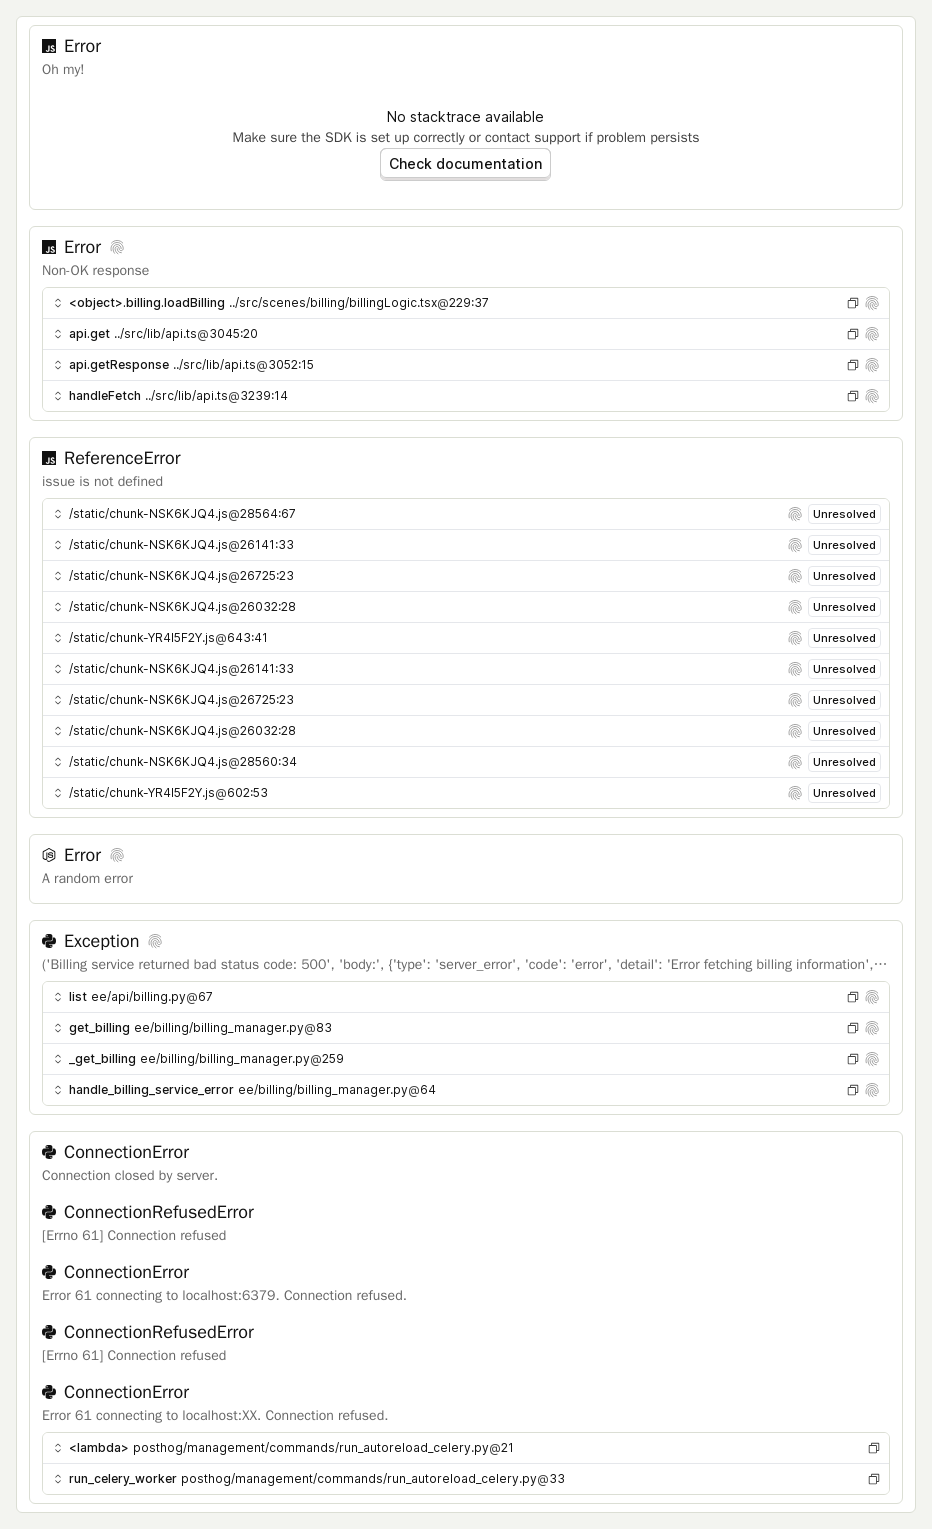 Error
Oh my!
No stacktrace available
Make sure the SDK is set up correctly or contact support if problem persists
Check documentation
Error
Non-OK response
<object>.billing.loadBilling ../src/scenes/billing/billingLogic.tsx@229:37
api.get ../src/lib/api.ts@3045:20
api.getResponse ../src/lib/api.ts@3052:15
handleFetch ../src/lib/api.ts@3239:14
ReferenceError
issue is not defined
/static/chunk-NSK6KJQ4.js@28564:67 Unresolved
/static/chunk-NSK6KJQ4.js@26141:33 Unresolved
/static/chunk-NSK6KJQ4.js@26725:23 Unresolved
/static/chunk-NSK6KJQ4.js@26032:28 Unresolved
/static/chunk-YR4I5F2Y.js@643:41 Unresolved
/static/chunk-NSK6KJQ4.js@26141:33 Unresolved
/static/chunk-NSK6KJQ4.js@26725:23 Unresolved
/static/chunk-NSK6KJQ4.js@26032:28 Unresolved
/static/chunk-NSK6KJQ4.js@28560:34 Unresolved
/static/chunk-YR4I5F2Y.js@602:53 Unresolved
Error
A random error
Exception
('Billing service returned bad status code: 500', 'body:', {'type': 'server_error', 'code': 'error', 'detail': 'Error fetching billing information',…
list ee/api/billing.py@67
get_billing ee/billing/billing_manager.py@83
_get_billing ee/billing/billing_manager.py@259
handle_billing_service_error ee/billing/billing_manager.py@64
ConnectionError
Connection closed by server.
ConnectionRefusedError
[Errno 61] Connection refused
ConnectionError
Error 61 connecting to localhost:6379. Connection refused.
ConnectionRefusedError
[Errno 61] Connection refused
ConnectionError
Error 61 connecting to localhost:XX. Connection refused.
<lambda> posthog/management/commands/run_autoreload_celery.py@21
run_celery_worker posthog/management/commands/run_autoreload_celery.py@33